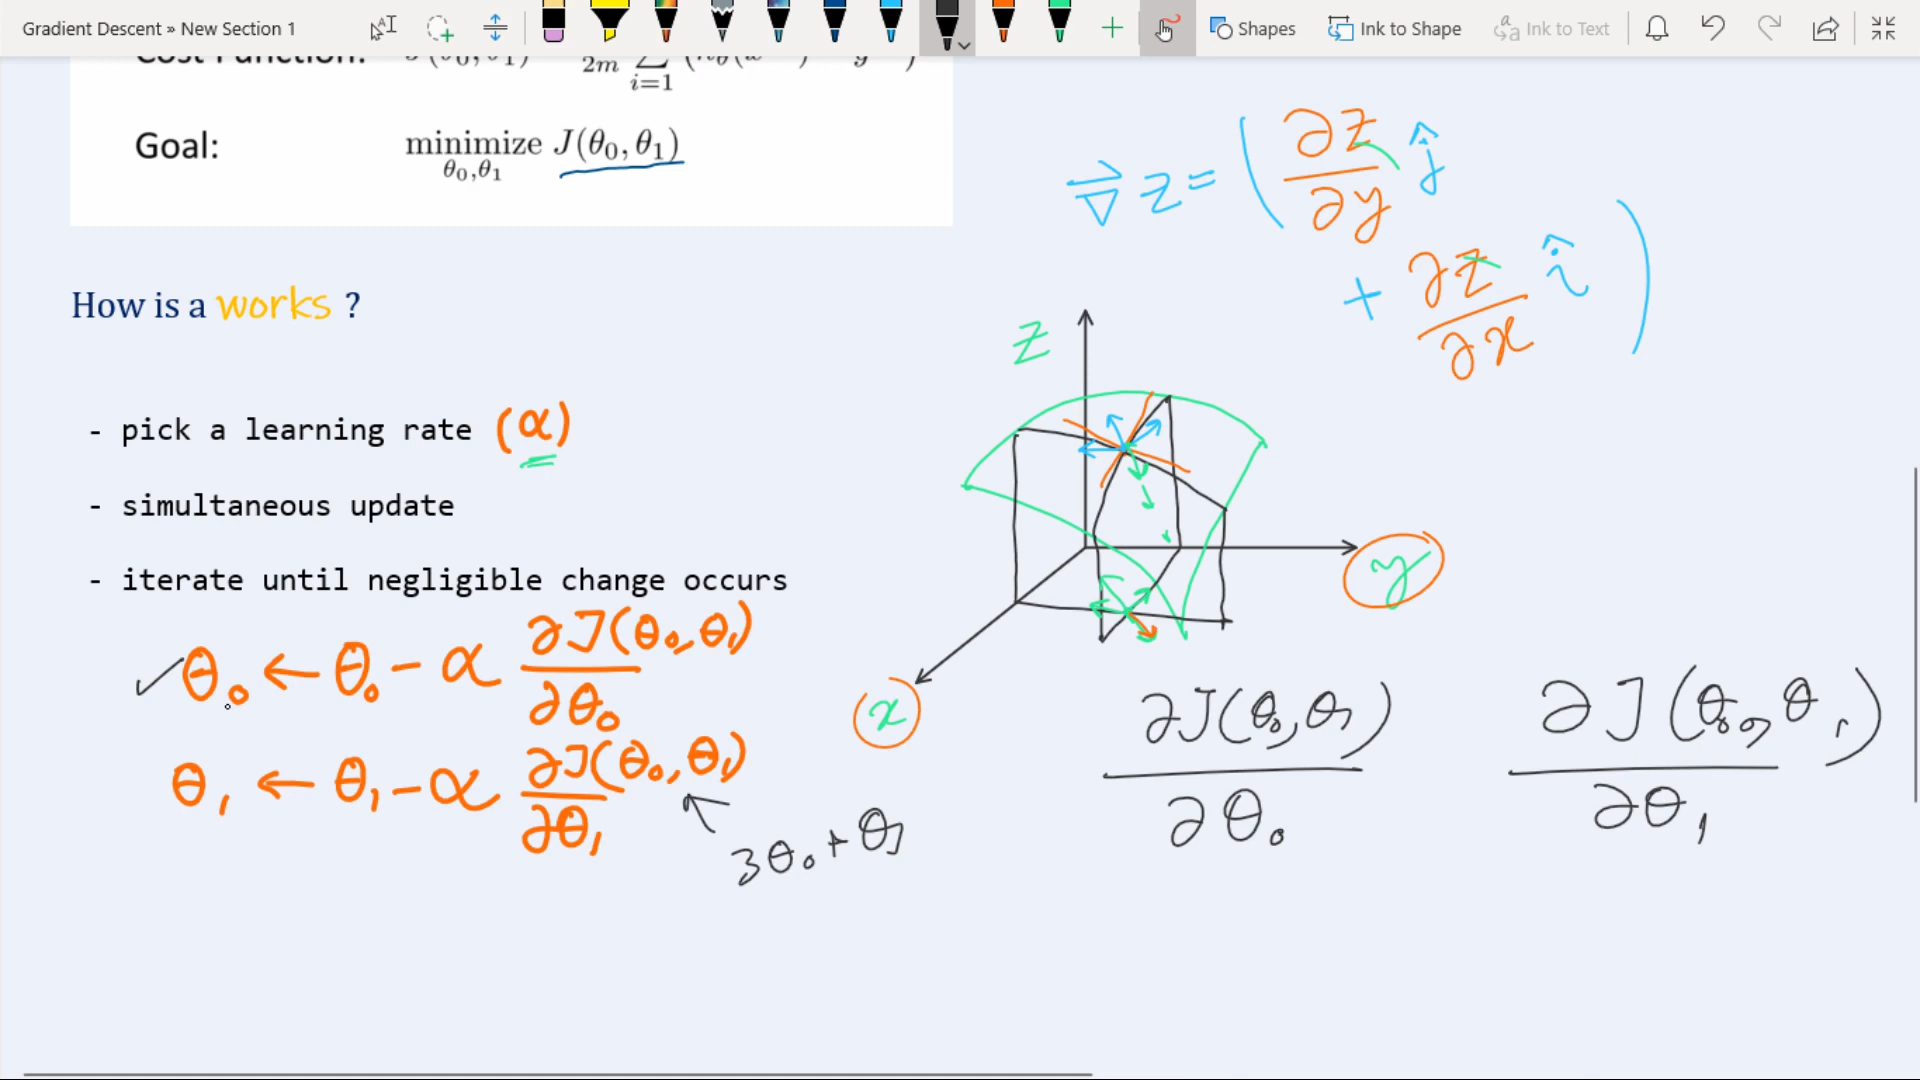 Gradient Descent » New Section 1
Shapes
Ink to Shape
Ink to Text
2m Σ i=1
Goal: minimize J(θ₀, θ₁)
θ₀,θ₁
∇z = (∂z/∂y ĵ
+ ∂z/∂x î)
How is a works ?
- pick a learning rate (α)
- simultaneous update
- iterate until negligible change occurs
θ₀ ← θ₀ - α ∂J(θ₀, θ₁)/∂θ₀
θ₁ ← θ₁ - α ∂J(θ₀, θ₁)/∂θ₁
3θ₀ + θ₁
z
y
x
∂J(θ₀, θ₁)/∂θ₀
∂J(θ₀, θ₁)/∂θ₁